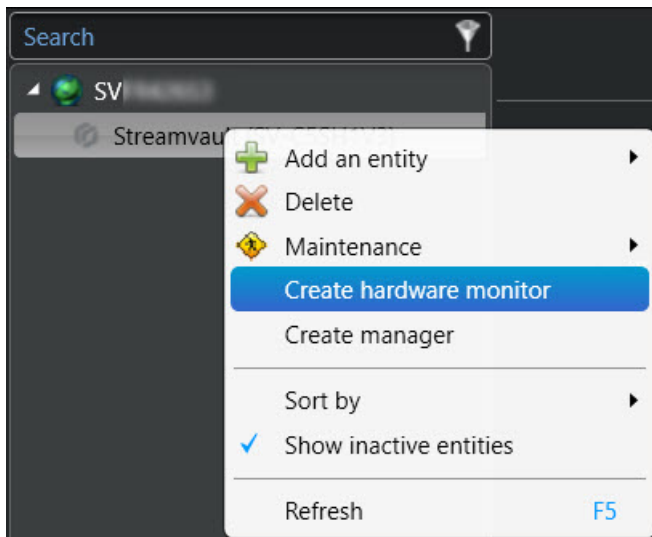 Search
SV
Streamvau
Add an entity
Delete
Maintenance
Create hardware monitor
Create manager
Sort by
Show inactive entities
Refresh F5